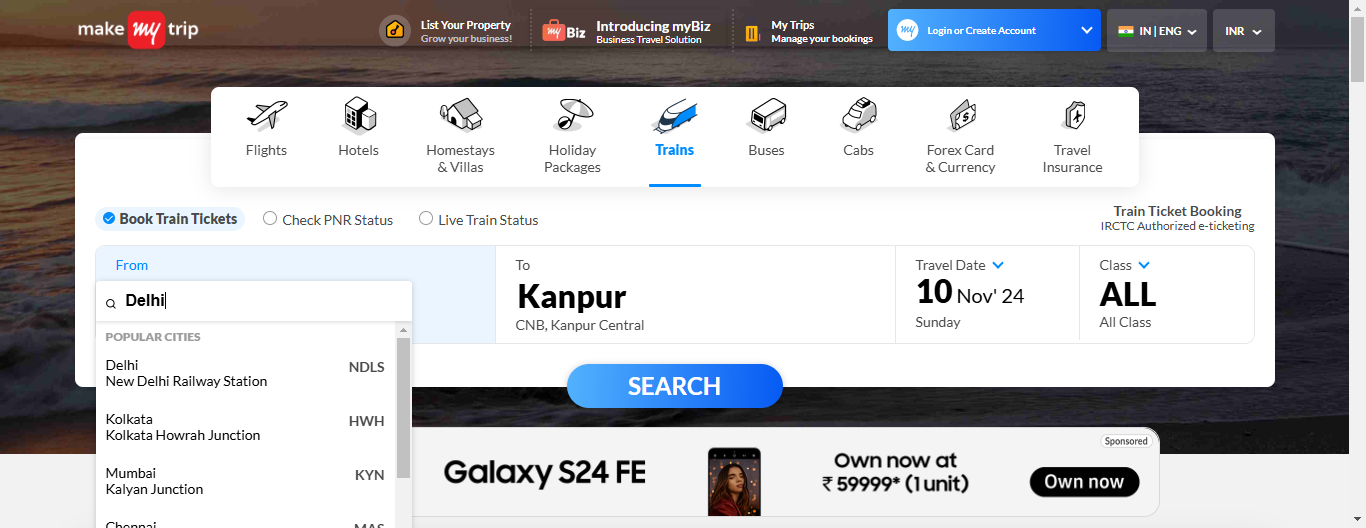 make my trip
List Your Property
Grow your business!
my Biz
Introducing myBiz
Business Travel Solution
My Trips
Manage your bookings
my
Login or Create Account
IN | ENG
INR
Flights
Hotels
Homestays
& Villas
Holiday
Packages
Trains
Buses
Cabs
Forex Card
& Currency
Travel
Insurance
Book Train Tickets
Check PNR Status
Live Train Status
Train Ticket Booking
IRCTC Authorized e-ticketing
From
Delhi
To
Kanpur
CNB, Kanpur Central
Travel Date
10 Nov' 24
Sunday
Class
ALL
All Class
POPULAR CITIES
Delhi
New Delhi Railway Station
NDLS
Kolkata
Kolkata Howrah Junction
HWH
Mumbai
Kalyan Junction
KYN
Chennai
MAS
SEARCH
Sponsored
Galaxy S24 FE
Own now at
₹ 59999* (1 unit)
Own now